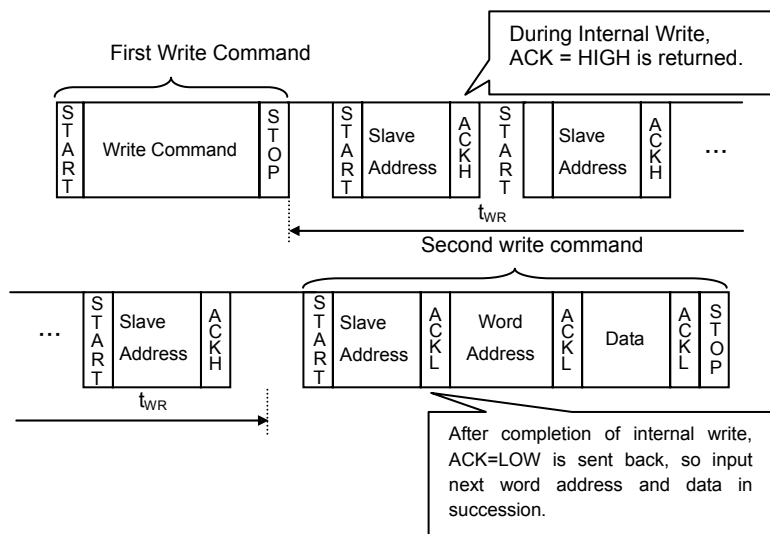 First Write Command
During Internal Write,
ACK = HIGH is returned.
START
Write Command
STOP
START
Slave
Address
ACKH
START
Slave
Address
ACKH
...
tWR
Second write command
...
START
Slave
Address
ACKH
START
Slave
Address
ACKL
Word
Address
ACKL
Data
ACKL
STOP
tWR
After completion of internal write,
ACK=LOW is sent back, so input
next word address and data in
succession.